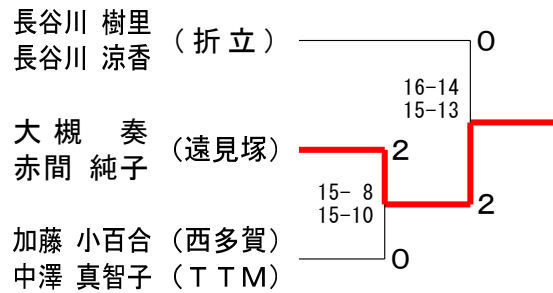 長谷川 樹里
長谷川 涼香
(折立)
0
16-14
15-13
大槻 奏
赤間 純子
(遠見塚)
2
15- 8
15-10
2
加藤 小百合 (西多賀)
中澤 真智子 (TTM)
0